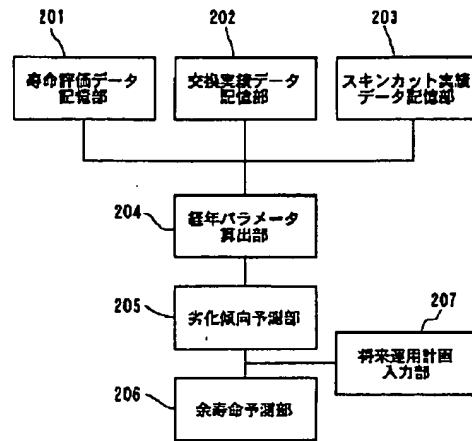 201
202
203
寿命評価データ
記憶部
交換実績データ
記憶部
スキンカット実績
データ記憶部
204
経年パラメータ
算出部
205
劣化傾向予測部
207
将来運用計画
入力部
206
余寿命予測部